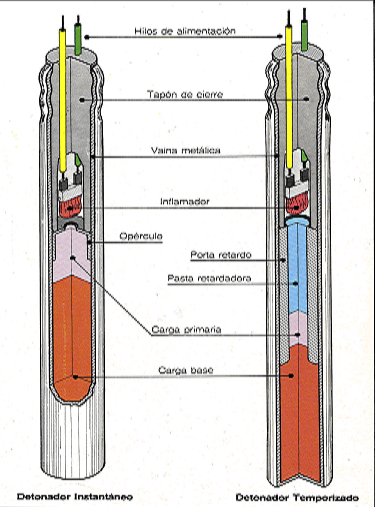 Hilos de alimentación
Tapón de cierre
Vaina metálica
Inflamador
Opérculo
Porta retardo
Pasta retardadora
Carga primaria
Carga base
Detonador Instantáneo
Detonador Temporizado